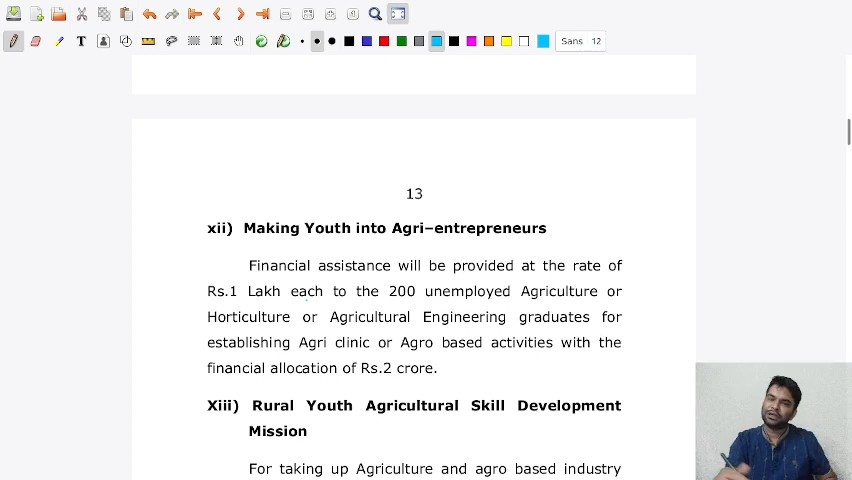 T
Sans 12
13
xii) Making Youth into Agri–entrepreneurs
Financial assistance will be provided at the rate of
Rs.1 Lakh each to the 200 unemployed Agriculture or
Horticulture or Agricultural Engineering graduates for
establishing Agri clinic or Agro based activities with the
financial allocation of Rs.2 crore.
Xiii) Rural Youth Agricultural Skill Development
Mission
For taking up Agriculture and agro based industry